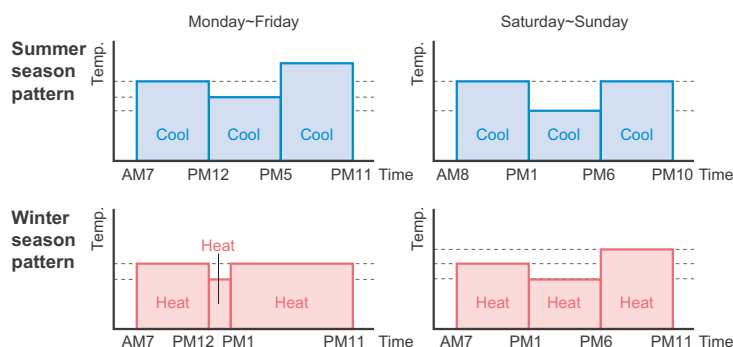 Monday~Friday
Saturday~Sunday
Summer
season
pattern
Temp.
Cool
Cool
Cool
AM7
PM12
PM5
PM11
Time
Temp.
Cool
Cool
Cool
AM8
PM1
PM6
PM10
Time
Winter
season
pattern
Temp.
Heat
Heat
Heat
AM7
PM12
PM1
PM11
Time
Temp.
Heat
Heat
Heat
AM7
PM1
PM6
PM11
Time